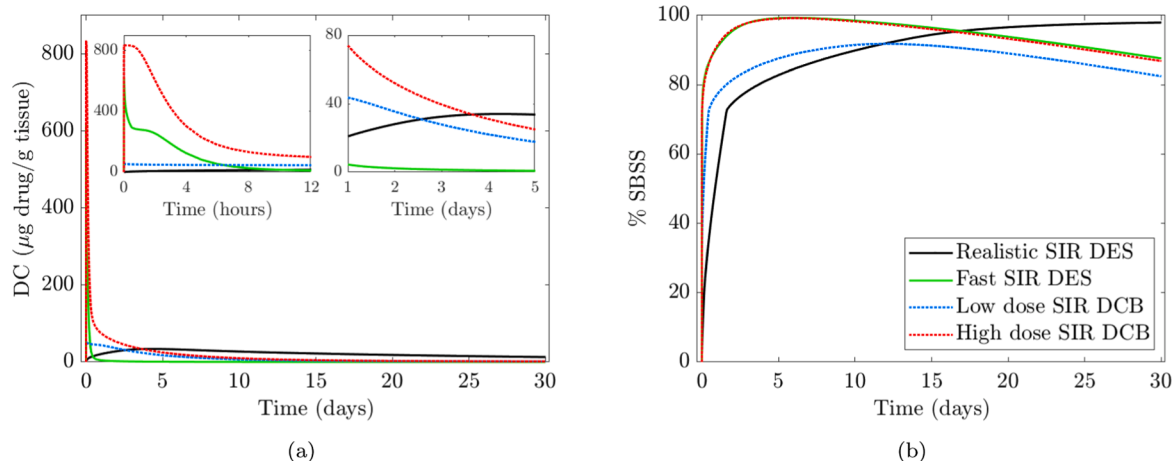 DC (μg drug/g tissue)
800
600
400
200
0
0 5 10 15 20 25 30
Time (days)
800
400
0
0 4 8 12
Time (hours)
80
40
0
1 2 3 4 5
Time (days)
(a)
% SBSS
100
80
60
40
20
0
0 5 10 15 20 25 30
Time (days)
Realistic SIR DES
Fast SIR DES
Low dose SIR DCB
High dose SIR DCB
(b)